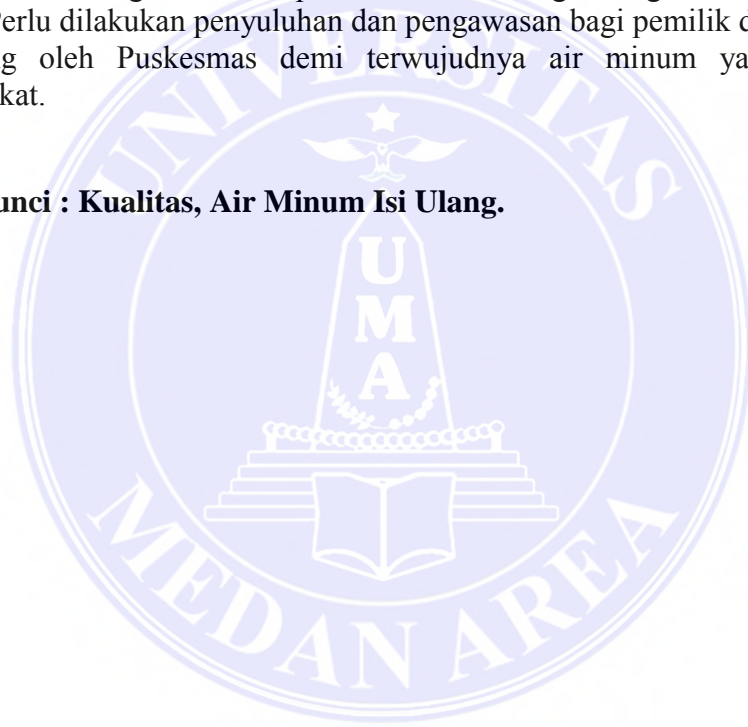 Perlu dilakukan penyuluhan dan pengawasan bagi pemilik d
g oleh Puskesmas demi terwujudnya air minum ya
kat.
unci : Kualitas, Air Minum Isi Ulang.
UNIVERSITAS
UMA
MEDAN AREA